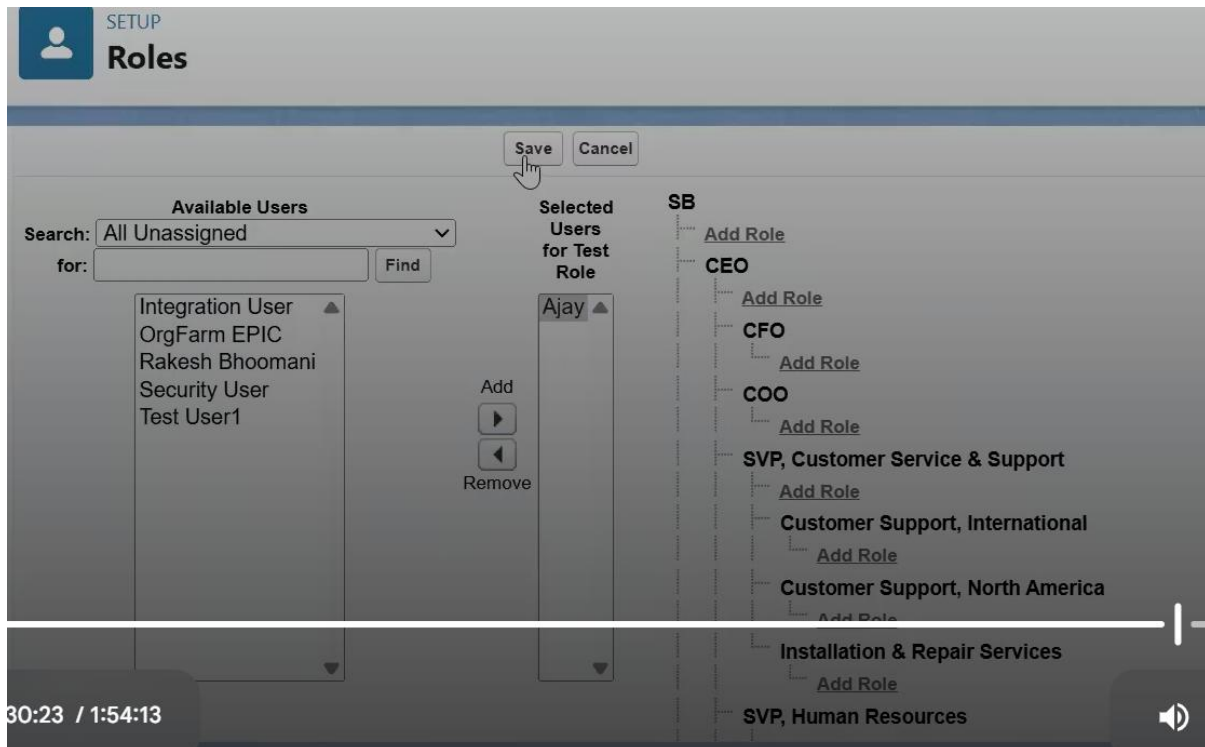 SETUP
Roles
Save Cancel
Available Users
Search: All Unassigned
for: Find
Integration User
OrgFarm EPIC
Rakesh Bhoomani
Security User
Test User1
Add
Remove
Selected
Users
for Test
Role
Ajay
SB
Add Role
CEO
Add Role
CFO
Add Role
COO
Add Role
SVP, Customer Service & Support
Add Role
Customer Support, International
Add Role
Customer Support, North America
Add Role
Installation & Repair Services
Add Role
SVP, Human Resources
30:23 / 1:54:13